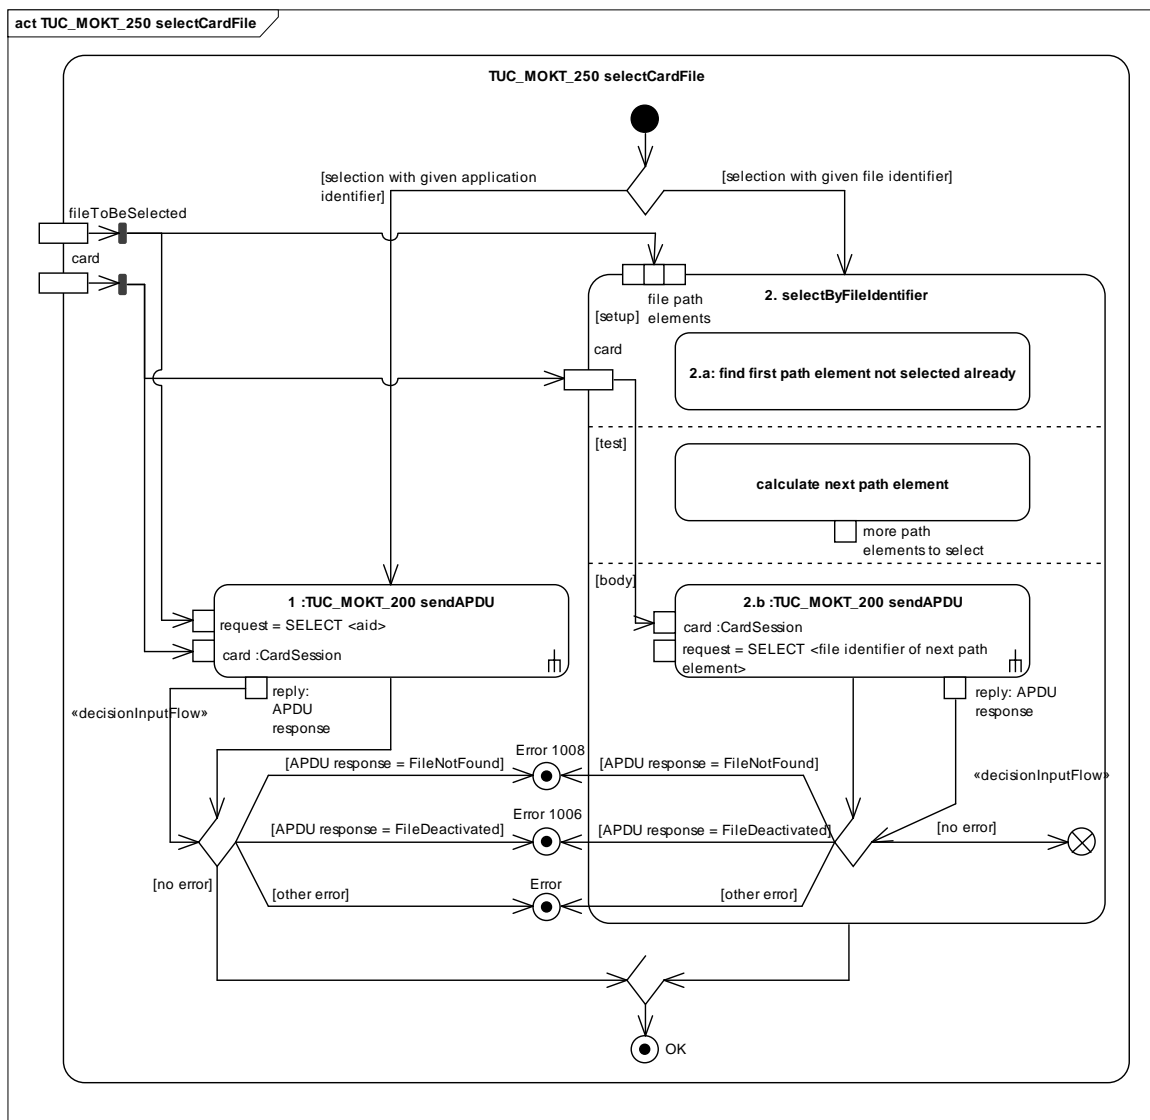 act TUC_MOKT_250 selectCardFile
TUC_MOKT_250 selectCardFile
[selection with given application
identifier]
[selection with given file identifier]
fileToBeSelected
card
2. selectByFileIdentifier
file path
elements
[setup]
card
2.a: find first path element not selected already
[test]
calculate next path element
more path
elements to select
[body]
1 :TUC_MOKT_200 sendAPDU
request = SELECT <aid>
card :CardSession
reply:
APDU
response
«decisionInputFlow»
2.b :TUC_MOKT_200 sendAPDU
card :CardSession
request = SELECT <file identifier of next path
element>
reply: APDU
response
«decisionInputFlow»
Error 1008
[APDU response = FileNotFound]
[APDU response = FileNotFound]
Error 1006
[APDU response = FileDeactivated]
[APDU response = FileDeactivated]
[no error]
[no error]
Error
[other error]
[other error]
OK